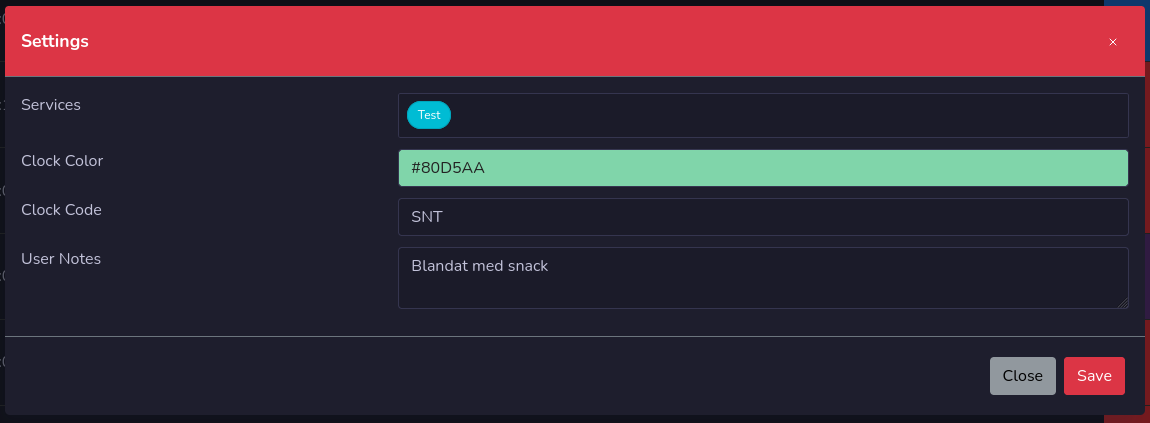 Settings
×
Services
Test
Clock Color
#80D5AA
Clock Code
SNT
User Notes
Blandat med snack
Close
Save